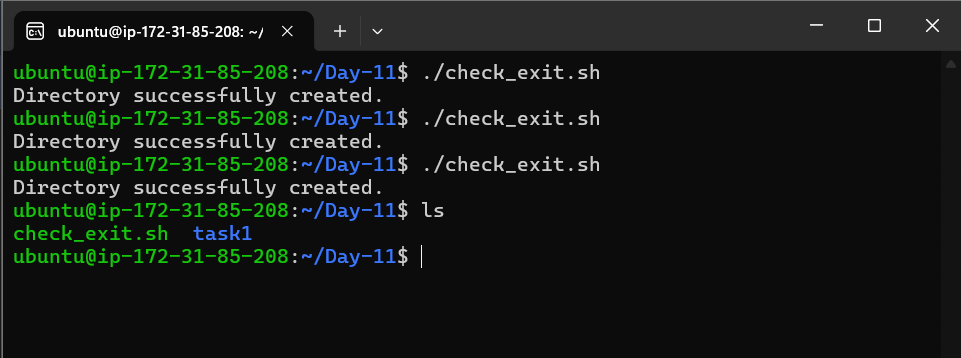 ubuntu@ip-172-31-85-208: ~/
ubuntu@ip-172-31-85-208:~/Day-11$ ./check_exit.sh
Directory successfully created.
ubuntu@ip-172-31-85-208:~/Day-11$ ./check_exit.sh
Directory successfully created.
ubuntu@ip-172-31-85-208:~/Day-11$ ./check_exit.sh
Directory successfully created.
ubuntu@ip-172-31-85-208:~/Day-11$ ls
check_exit.sh  task1
ubuntu@ip-172-31-85-208:~/Day-11$